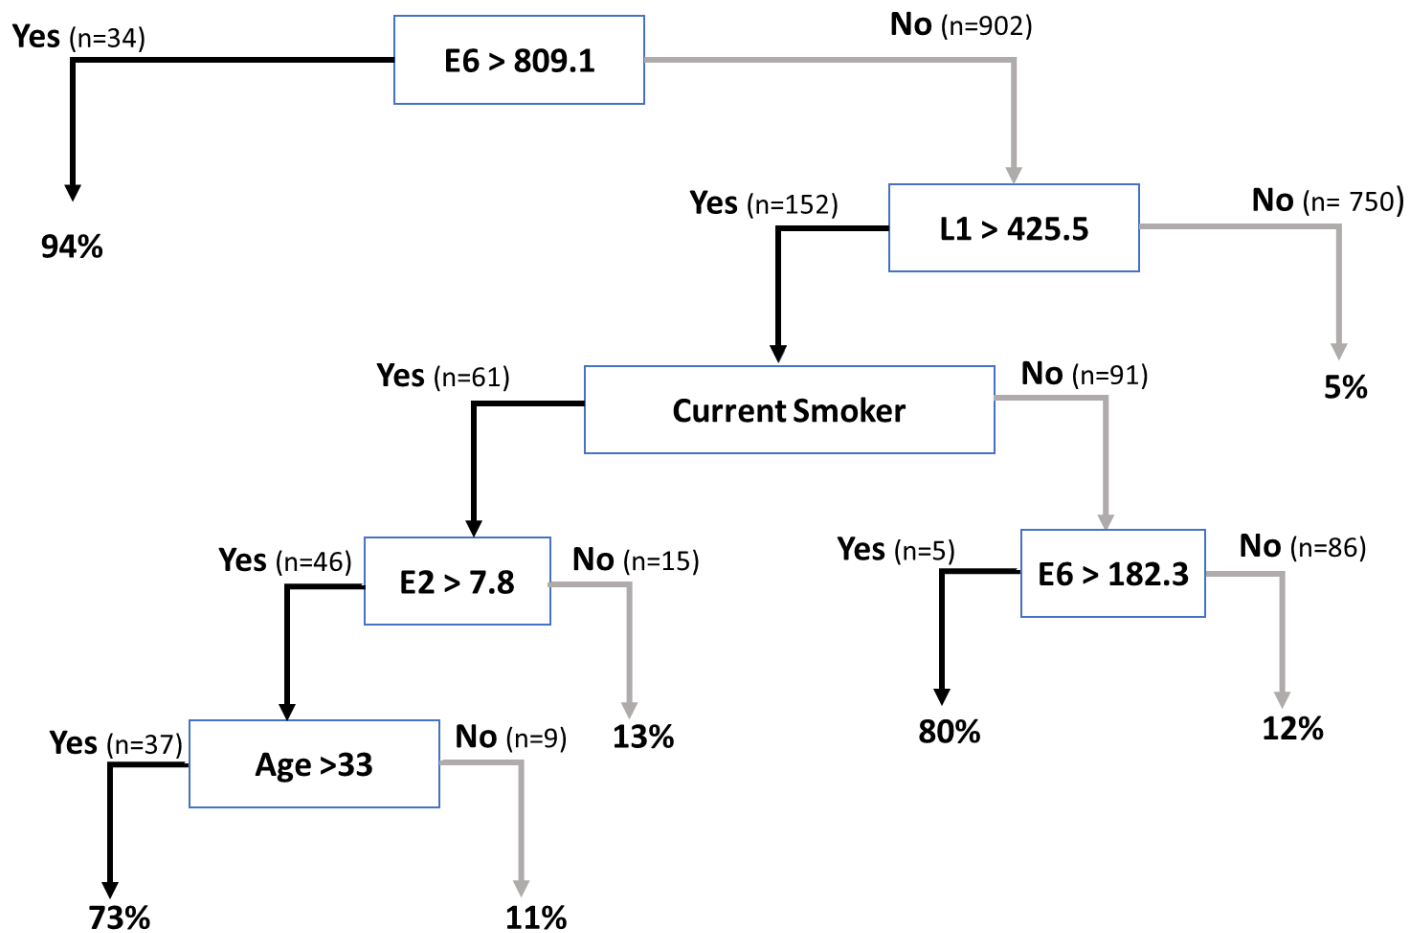 Yes (n=34)
E6 > 809.1
No (n=902)
94%
Yes (n=152)
L1 > 425.5
No (n= 750)
5%
Yes (n=61)
Current Smoker
No (n=91)
Yes (n=46)
E2 > 7.8
No (n=15)
13%
Yes (n=5)
E6 > 182.3
No (n=86)
80%
12%
Yes (n=37)
Age >33
No (n=9)
73%
11%